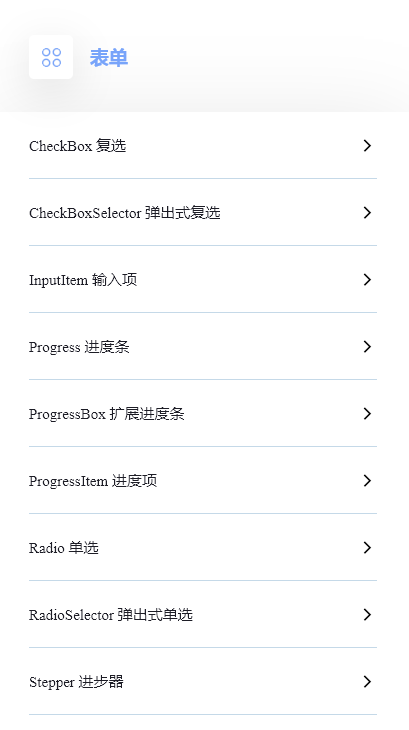 表单
CheckBox 复选
CheckBoxSelector 弹出式复选
InputItem 输入项
Progress 进度条
ProgressBox 扩展进度条
ProgressItem 进度项
Radio 单选
RadioSelector 弹出式单选
Stepper 进步器